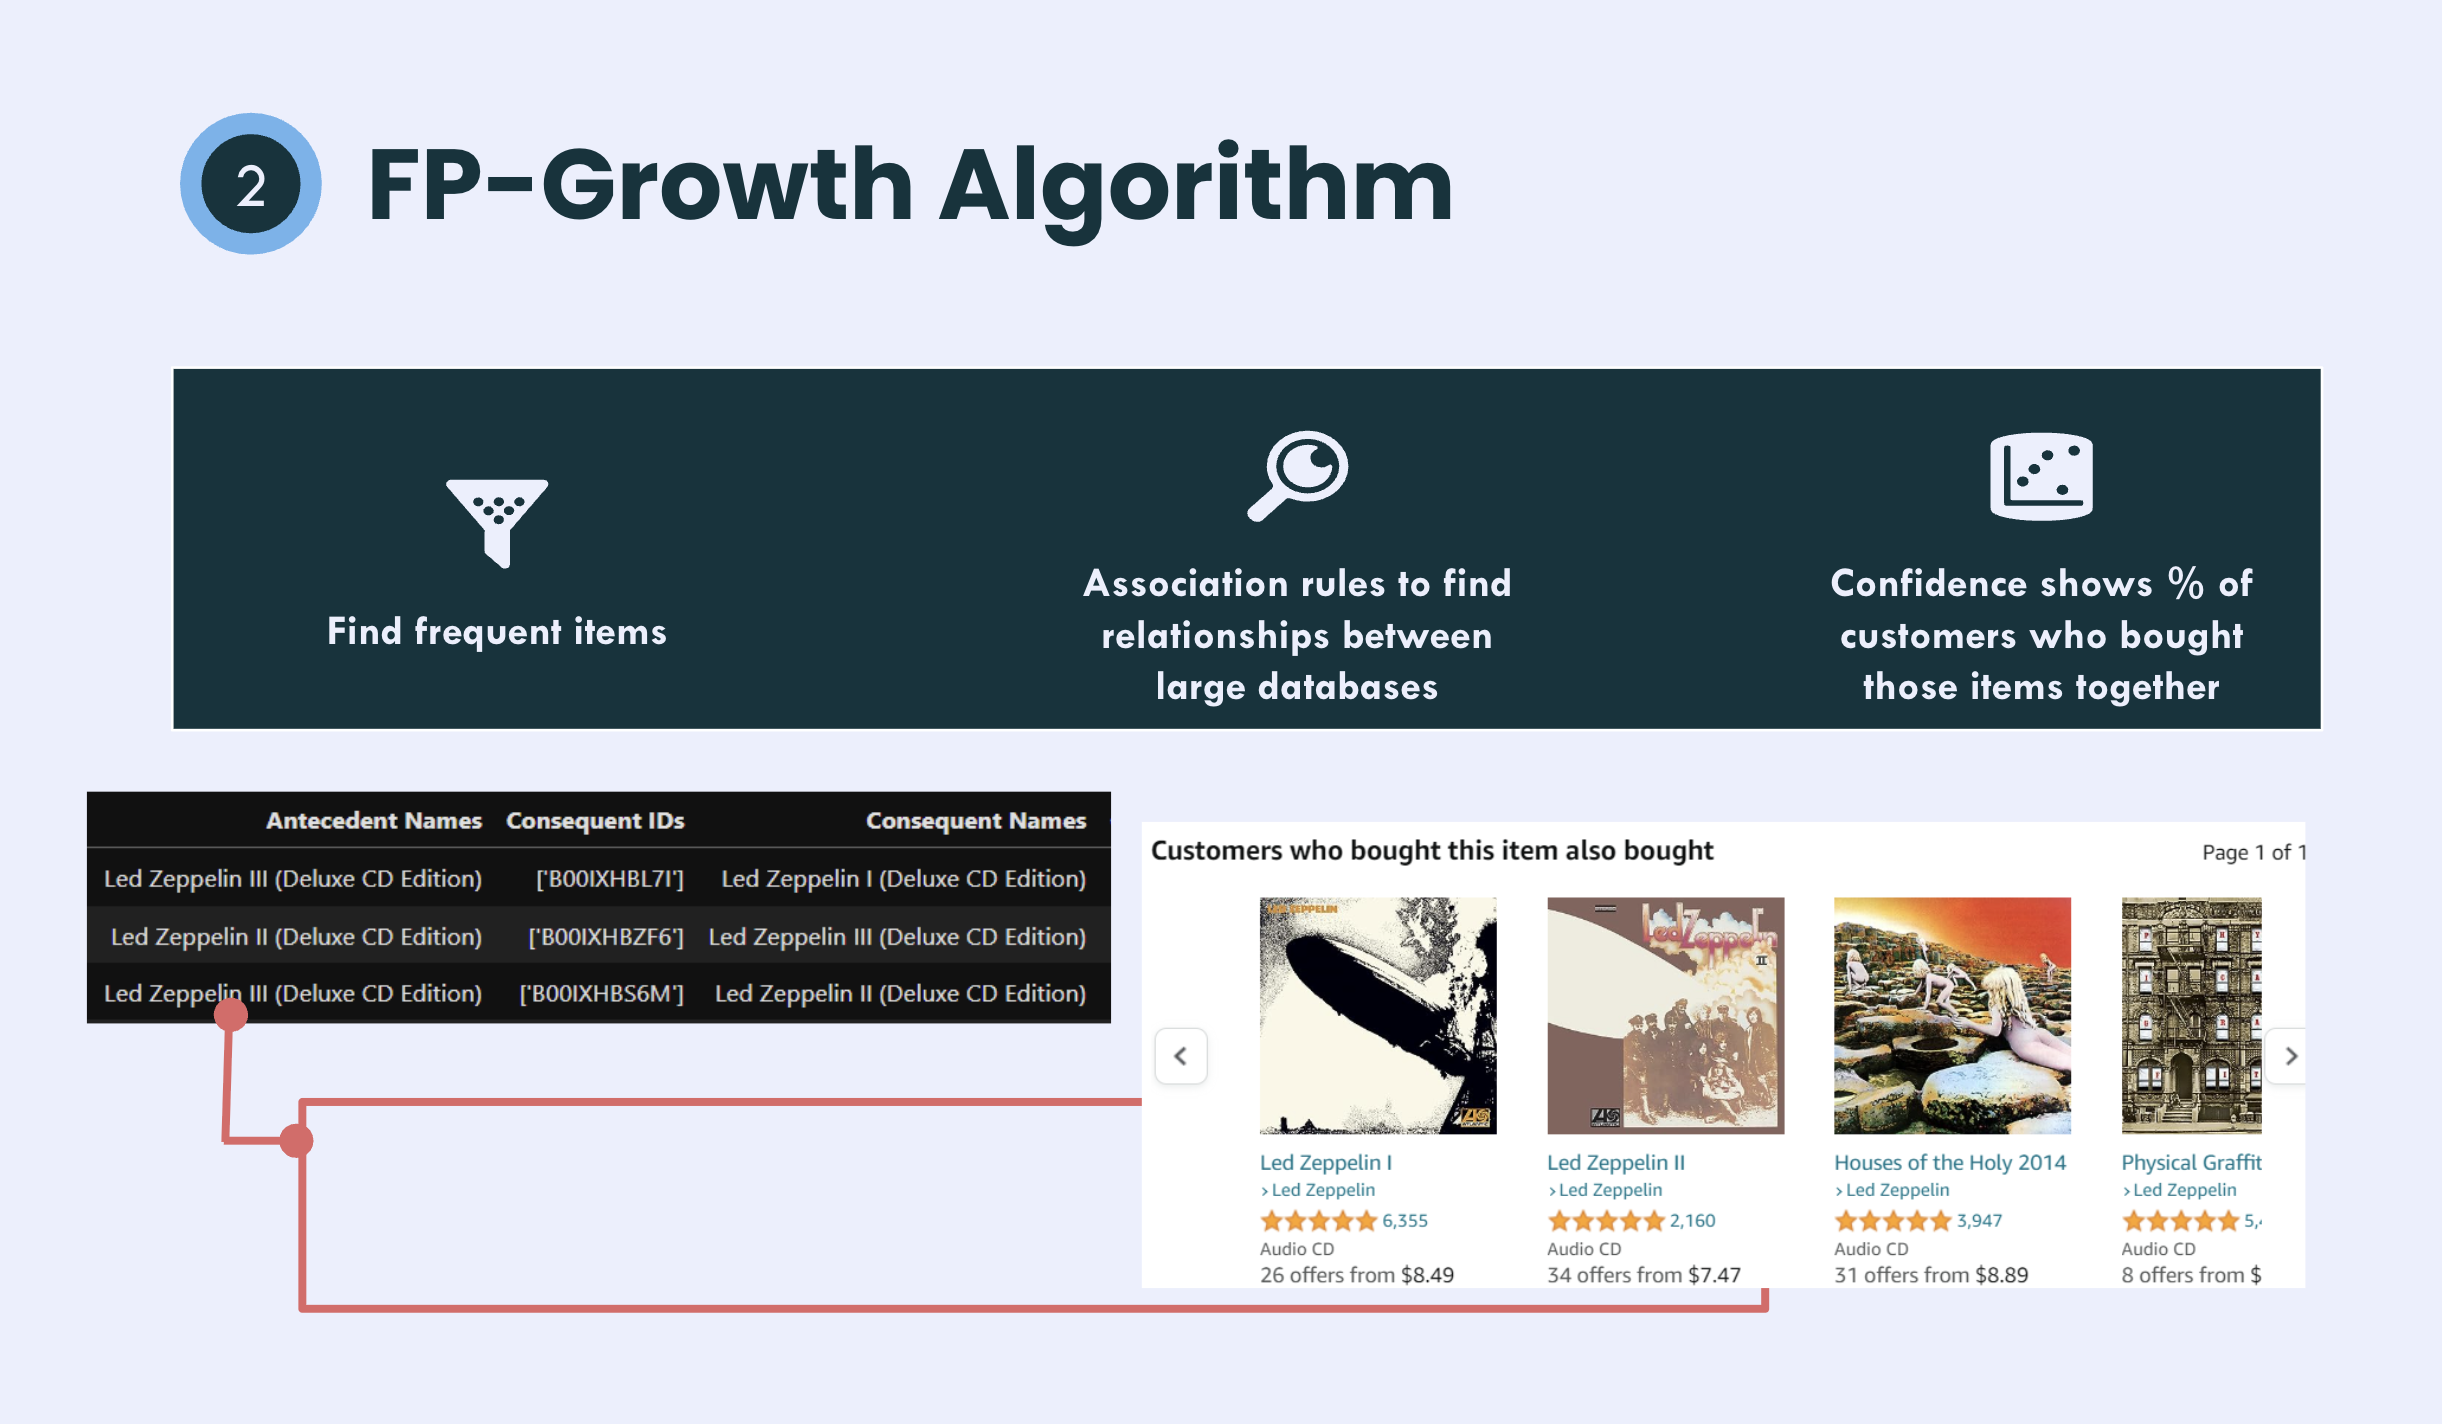 2
FP-Growth Algorithm
Find frequent items
Association rules to find
relationships between
large databases
Confidence shows % of
customers who bought
those items together
Antecedent Names Consequent IDs Consequent Names
Led Zeppelin III (Deluxe CD Edition) ['B00IXHBL7I'] Led Zeppelin I (Deluxe CD Edition)
Led Zeppelin II (Deluxe CD Edition) ['B00IXHBZF6'] Led Zeppelin III (Deluxe CD Edition)
Led Zeppelin III (Deluxe CD Edition) ['B00IXHBS6M'] Led Zeppelin II (Deluxe CD Edition)
Customers who bought this item also bought
Page 1 of 1
LED ZEPPELIN
Led Zeppelin
II
Led Zeppelin I
› Led Zeppelin
6,355
Audio CD
26 offers from $8.49
Led Zeppelin II
› Led Zeppelin
2,160
Audio CD
34 offers from $7.47
Houses of the Holy 2014
› Led Zeppelin
3,947
Audio CD
31 offers from $8.89
Physical Graffit
› Led Zeppelin
5,
Audio CD
8 offers from $